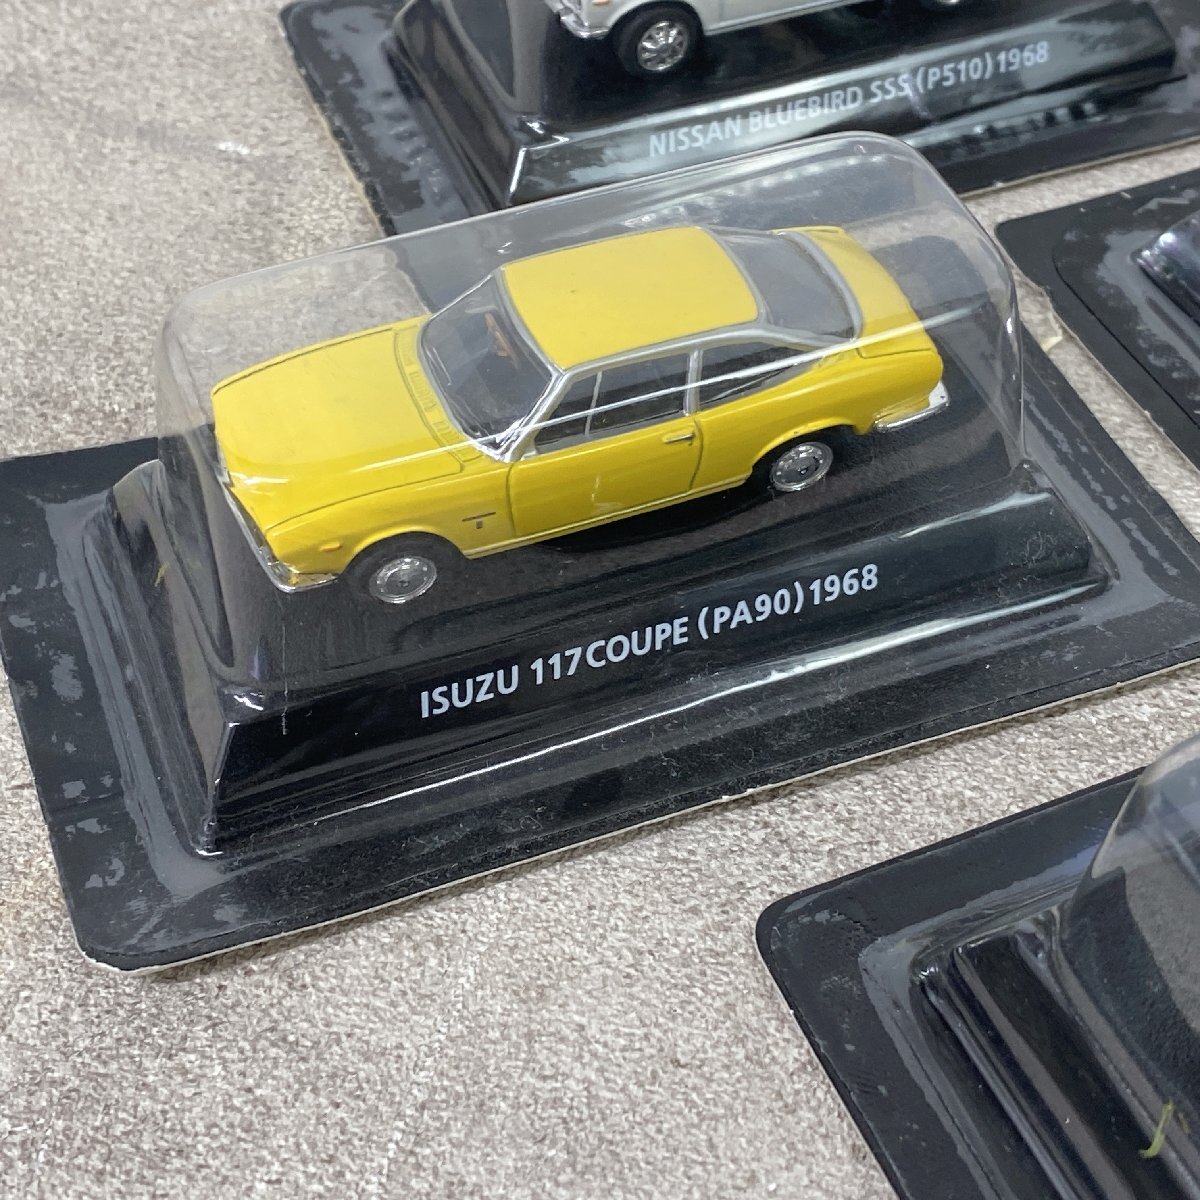 NISSAN BLUEBIRD SSS (P510) 1968
ISUZU 117COUPE (PA90) 1968